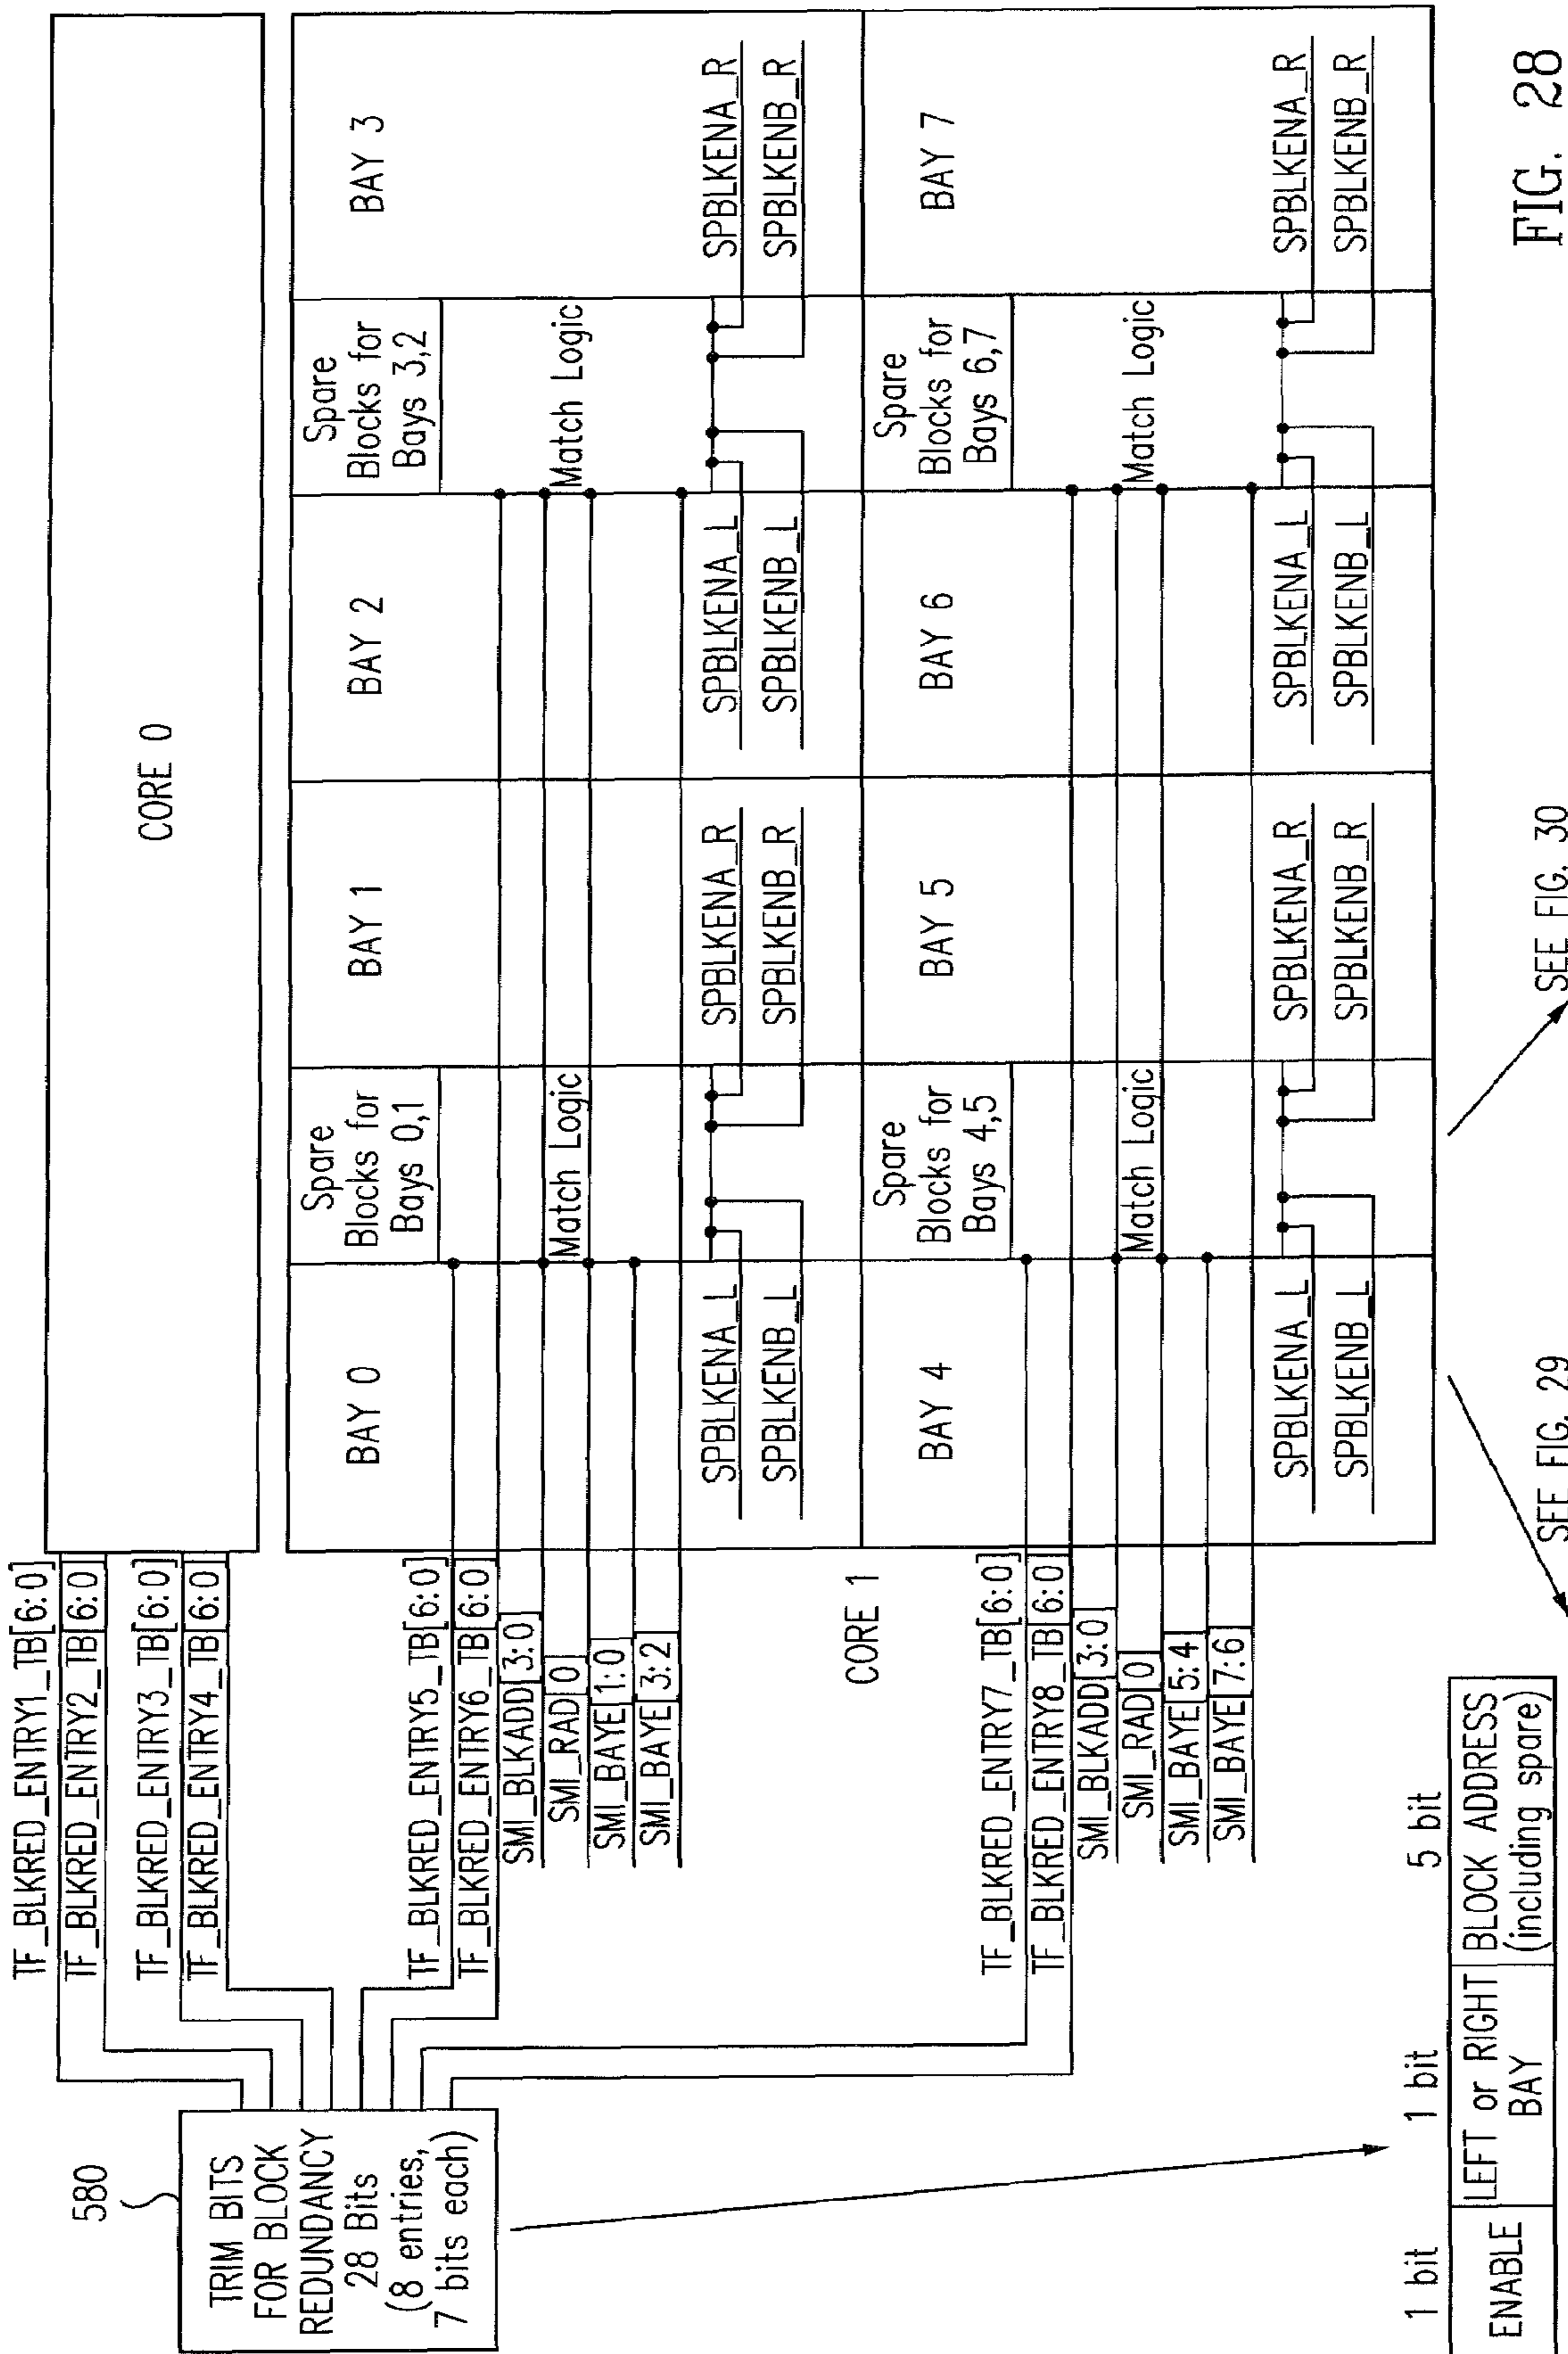 580
TRIM BITS
FOR BLOCK
REDUNDANCY
28 Bits
(8 entries,
7 bits each)
TF_BLKRED_ENTRY1_TB[6:0]
TF_BLKRED_ENTRY2_TB[6:0]
TF_BLKRED_ENTRY3_TB[6:0]
TF_BLKRED_ENTRY4_TB[6:0]
CORE 0
TF_BLKRED_ENTRY5_TB[6:0]
TF_BLKRED_ENTRY6_TB[6:0]
SMI_BLKADD[3:0]
SMI_RAD[0]
SMI_BAYE[1:0]
SMI_BAYE[3:2]
CORE 1
TF_BLKRED_ENTRY7_TB[6:0]
TF_BLKRED_ENTRY8_TB[6:0]
SMI_BLKADD[3:0]
SMI_RAD[0]
SMI_BAYE[5:4]
SMI_BAYE[7:6]
BAY 0
SPBLKENA_L
SPBLKENB_L
Spare
Blocks for
Bays 0,1
Match Logic
BAY 1
SPBLKENA_R
SPBLKENB_R
BAY 2
SPBLKENA_L
SPBLKENB_L
Spare
Blocks for
Bays 3,2
Match Logic
BAY 3
SPBLKENA_R
SPBLKENB_R
BAY 4
SPBLKENA_L
SPBLKENB_L
Spare
Blocks for
Bays 4,5
Match Logic
BAY 5
SPBLKENA_R
SPBLKENB_R
BAY 6
SPBLKENA_L
SPBLKENB_L
Spare
Blocks for
Bays 6,7
Match Logic
BAY 7
SPBLKENA_R
SPBLKENB_R
1 bit
1 bit
5 bit
ENABLE
LEFT or RIGHT
BAY
BLOCK ADDRESS
(including spare)
SEE FIG. 29
SEE FIG. 30
FIG. 28